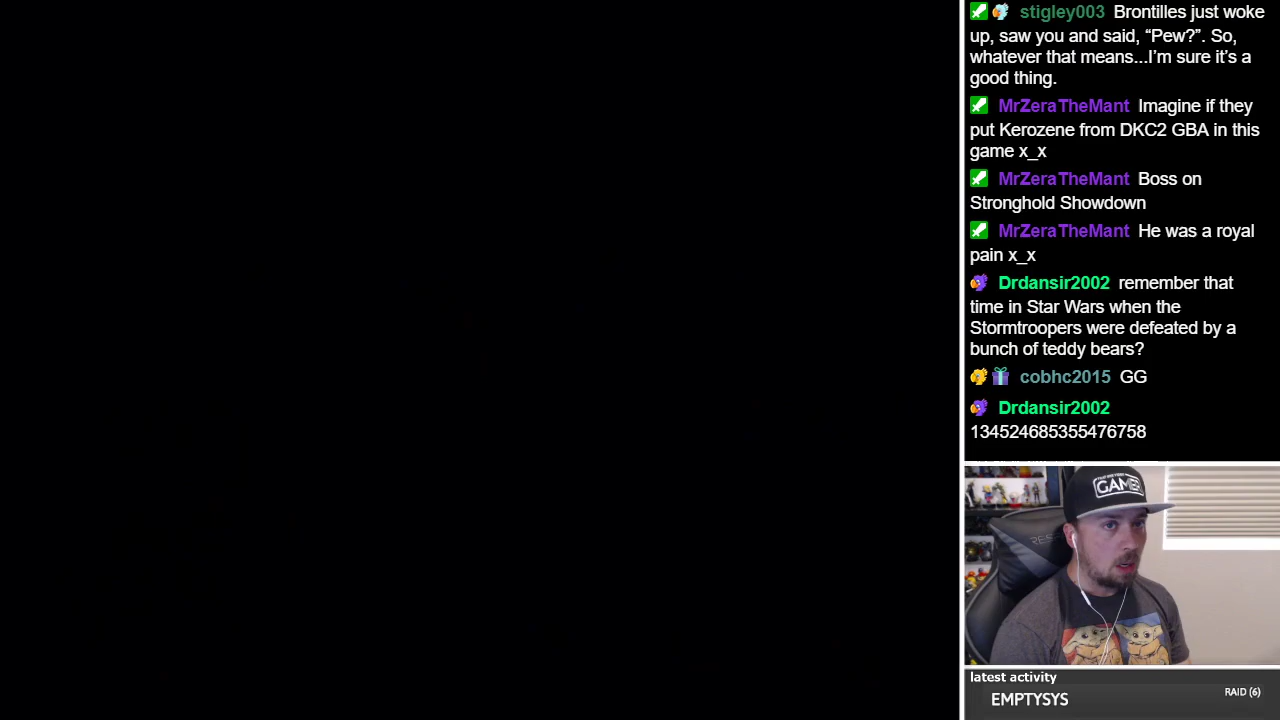 stigley003 Brontilles just woke
up, saw you and said, “Pew?”. So,
whatever that means...I’m sure it’s a
good thing.
MrZeraTheMant Imagine if they
put Kerozene from DKC2 GBA in this
game x_x
MrZeraTheMant Boss on
Stronghold Showdown
MrZeraTheMant He was a royal
pain x_x
Drdansir2002 remember that
time in Star Wars when the
Stormtroopers were defeated by a
bunch of teddy bears?
cobhc2015 GG
Drdansir2002
134524685355476758
GAMER
latest activity
EMPTYSYS
RAID (6)